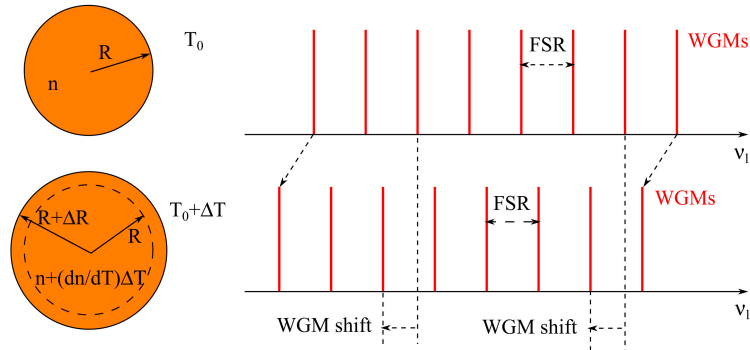 R
n
T₀
FSR
WGMs
ν₁
R+ΔR
R
n+(dn/dT)ΔT
T₀+ΔT
FSR
WGMs
ν₁
WGM shift
WGM shift